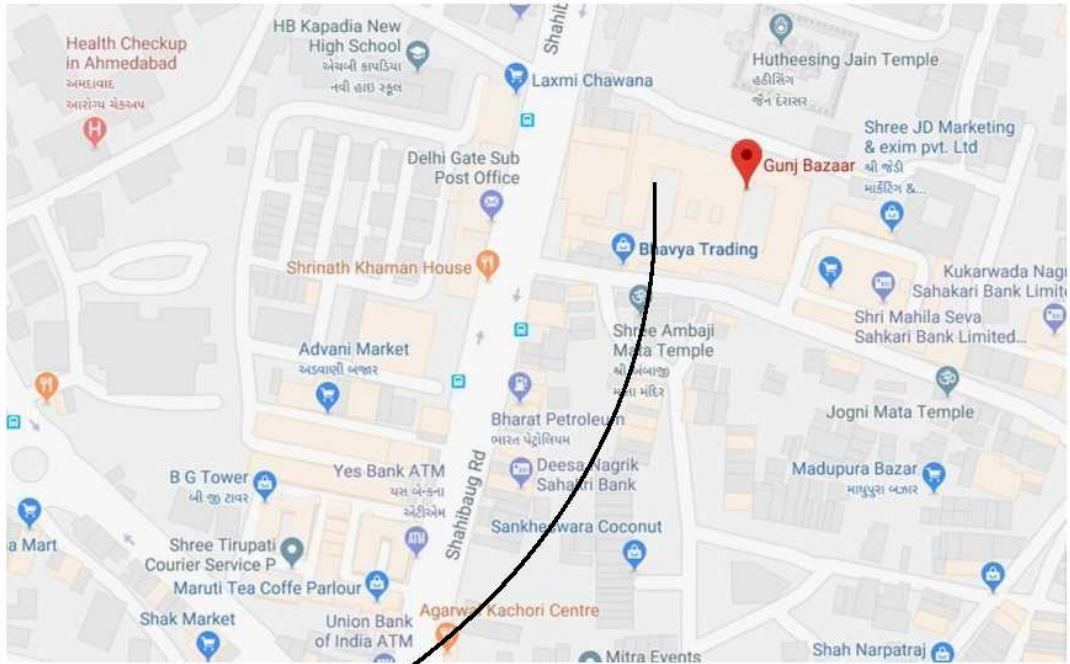 Health Checkup
in Ahmedabad
અમદાવાદ
આરોગ્ય ચેકઅપ
HB Kapadia New
High School
એચબી કાપડિયા
નવી હાઇ સ્કૂલ
Shahib
Laxmi Chawana
Hutheesing Jain Temple
હઠીસિંગ
જૈન દેરાસર
Delhi Gate Sub
Post Office
Gunj Bazaar
Shree JD Marketing
& exim pvt. Ltd
શ્રી જેડી
માર્કેટિંગ &...
Bhavya Trading
Shrinath Khaman House
Kukarwada Nagr
Sahakari Bank Limite
Shri Mahila Seva
Sahkari Bank Limited...
Shree Ambaji
Mata Temple
શ્રી અંબાજી
માતા મંદિર
Advani Market
અડવાણી બજાર
Jogni Mata Temple
Bharat Petroleum
ભારત પેટ્રોલિયમ
Deesa Nagrik
Sahakri Bank
Madupura Bazar
માધુપુરા બઝાર
B G Tower
બી જી ટાવર
Yes Bank ATM
યસ બેન્કના
એટીએમ
ATM
Shahibaug Rd
Sankheswara Coconut
a Mart
Shree Tirupati
Courier Service P
Maruti Tea Coffe Parlour
Shak Market
Union Bank
of India ATM
Agarwal Kachori Centre
Mitra Events
Shah Narpatraj